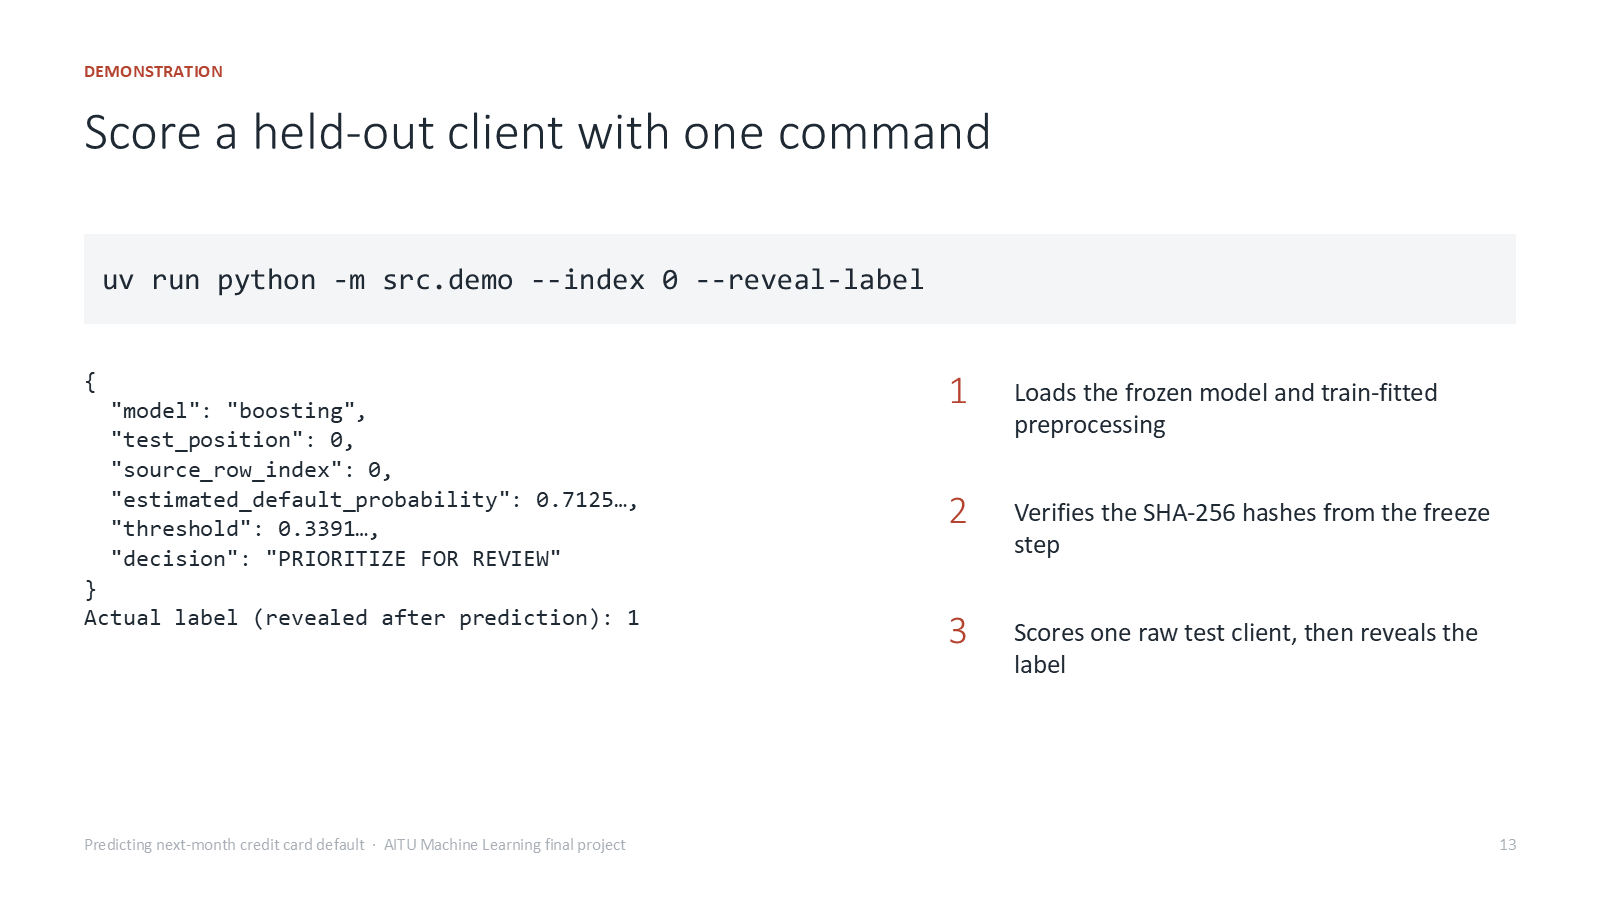 DEMONSTRATION
Score a held-out client with one command
uv run python -m src.demo --index 0 --reveal-label
{
  "model": "boosting",
  "test_position": 0,
  "source_row_index": 0,
  "estimated_default_probability": 0.7125…,
  "threshold": 0.3391…,
  "decision": "PRIORITIZE FOR REVIEW"
}
Actual label (revealed after prediction): 1
1
Loads the frozen model and train-fitted
preprocessing
2
Verifies the SHA-256 hashes from the freeze
step
3
Scores one raw test client, then reveals the
label
Predicting next-month credit card default · AITU Machine Learning final project
13